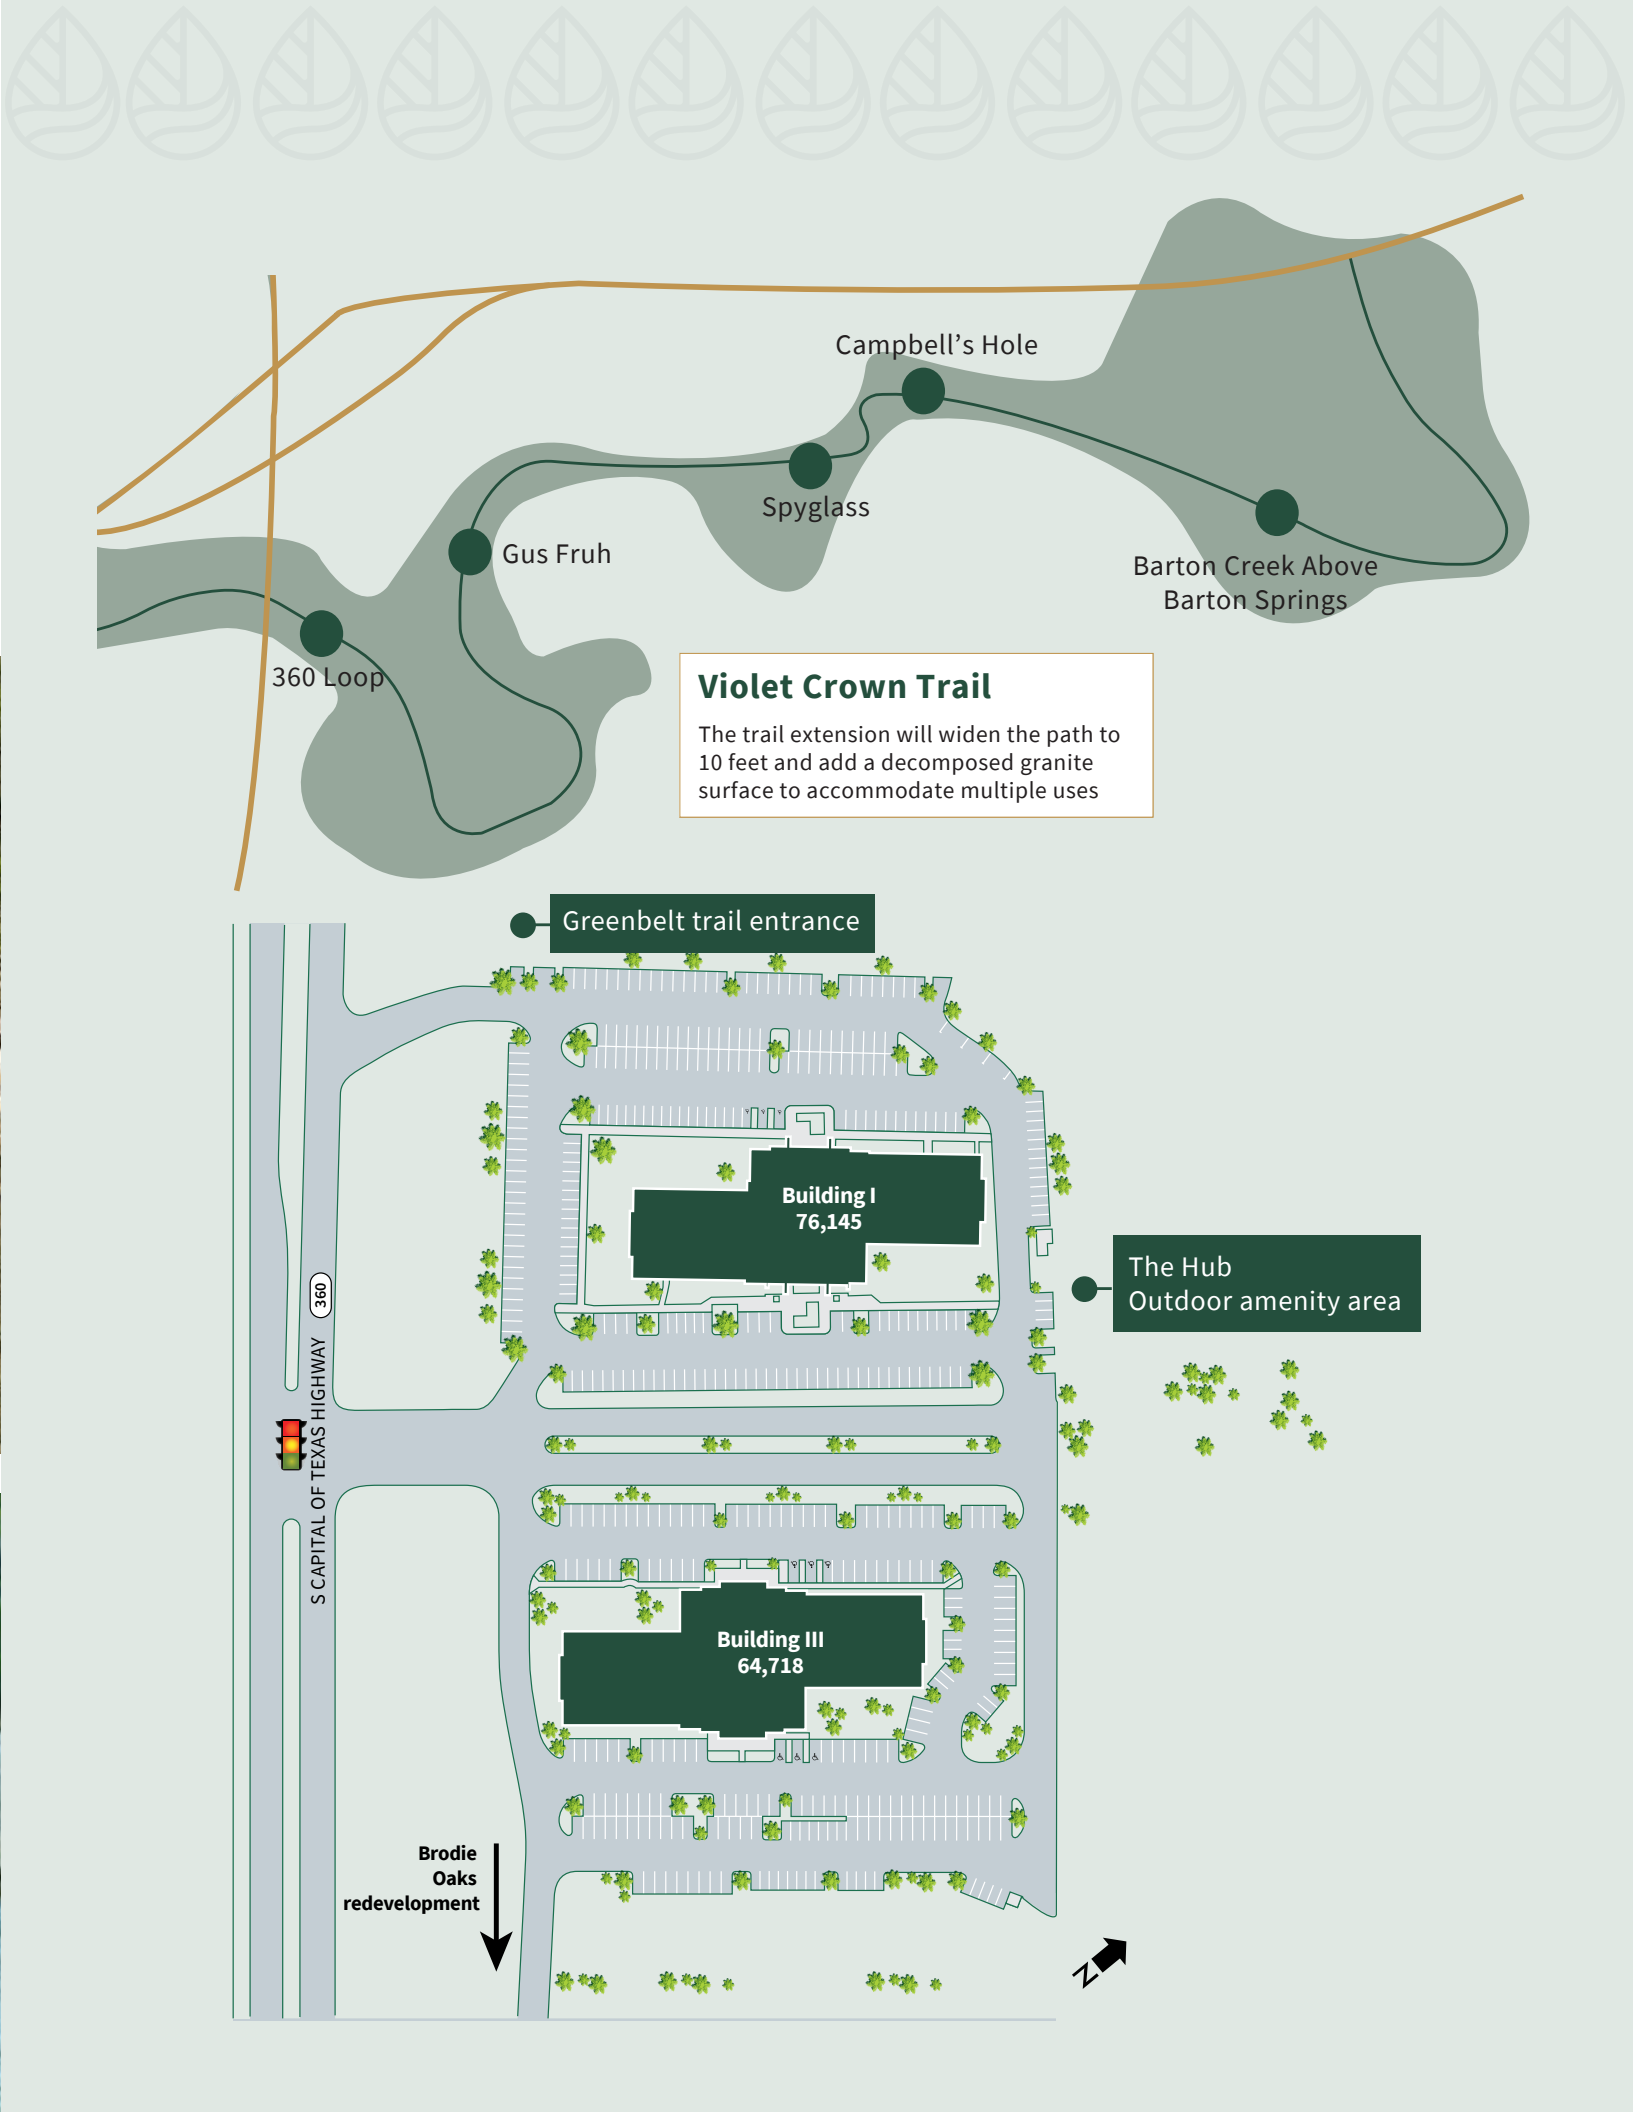 Campbell’s Hole
Spyglass
Gus Fruh
Barton Creek Above
Barton Springs
360 Loop
Violet Crown Trail
The trail extension will widen the path to
10 feet and add a decomposed granite
surface to accommodate multiple uses
Greenbelt trail entrance
Building I
76,145
The Hub
Outdoor amenity area
360
S CAPITAL OF TEXAS HIGHWAY
Building III
64,718
Brodie
Oaks
redevelopment
N